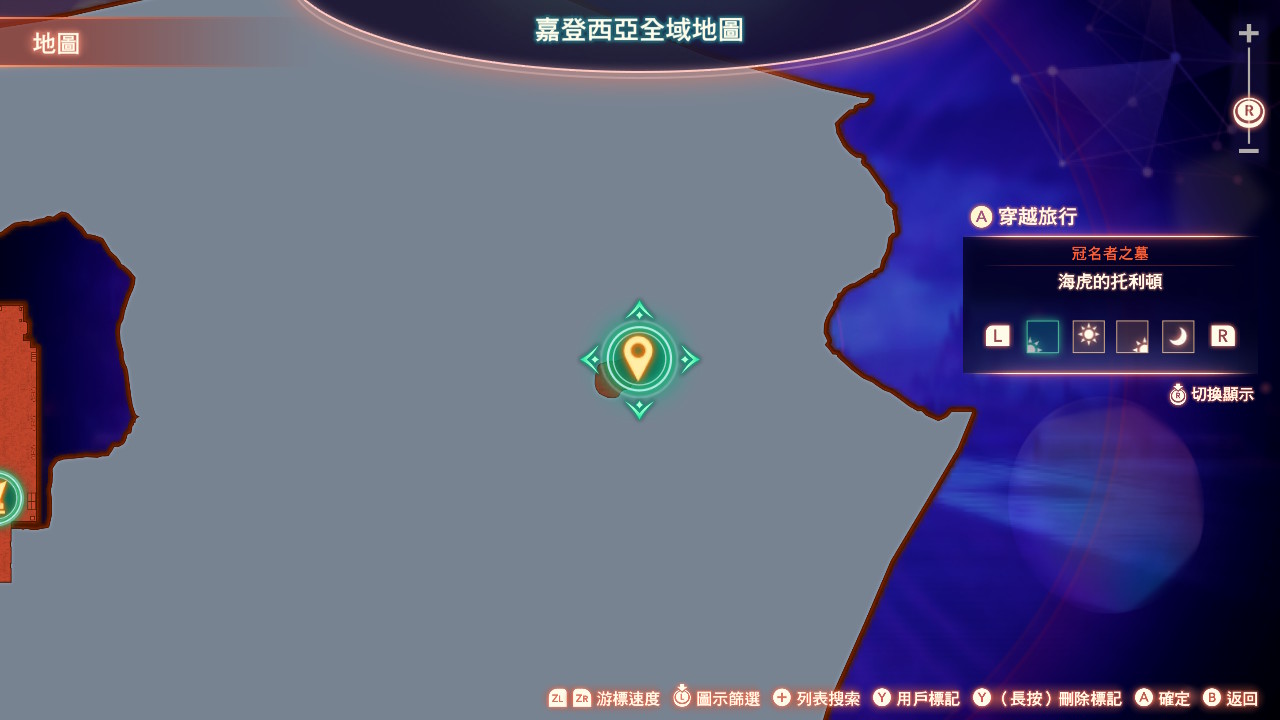 嘉登西亞全域地圖
地圖
R
A 穿越旅行
冠名者之墓
海虎的托利頓
L R
R 切換顯示
ZL ZR 游標速度 L 圖示篩選 + 列表搜索 Y 用戶標記 Y（長按）刪除標記 A 確定 B 返回